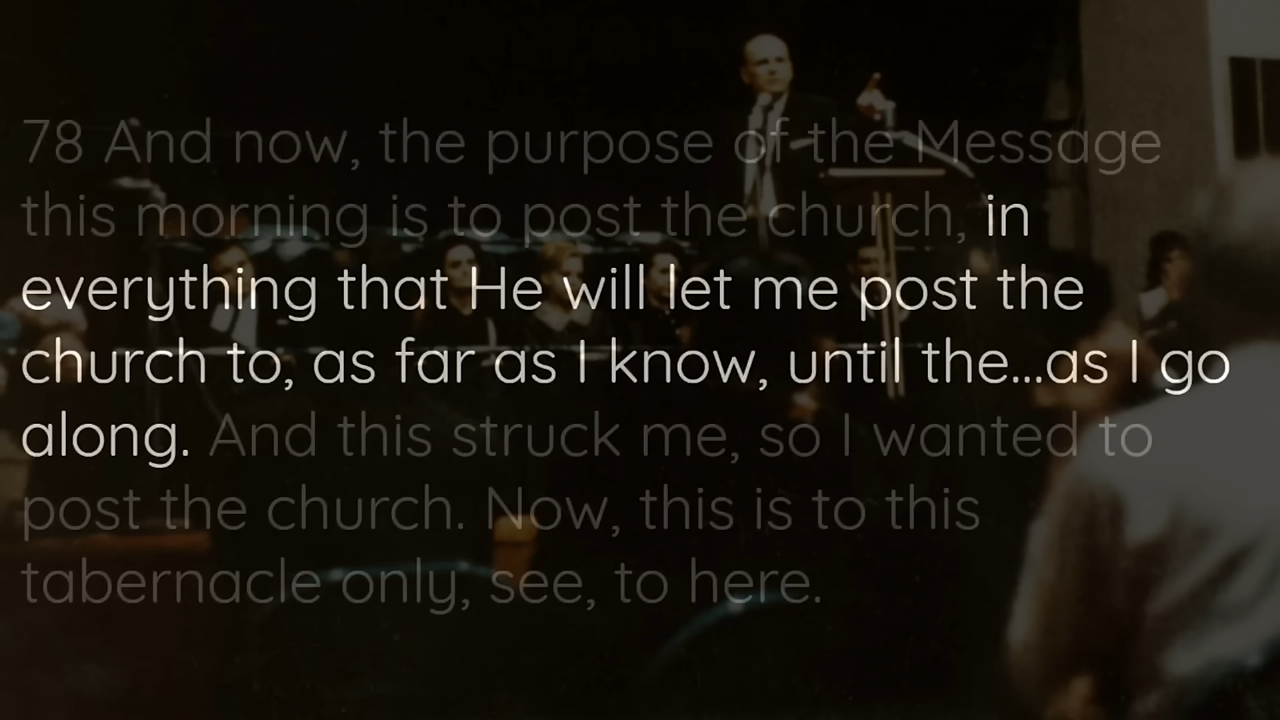 78 And now, the purpose of the Message
this morning is to post the church, in
everything that He will let me post the
church to, as far as I know, until the...as I go
along. And this struck me, so I wanted to
post the church. Now, this is to this
tabernacle only, see, to here.